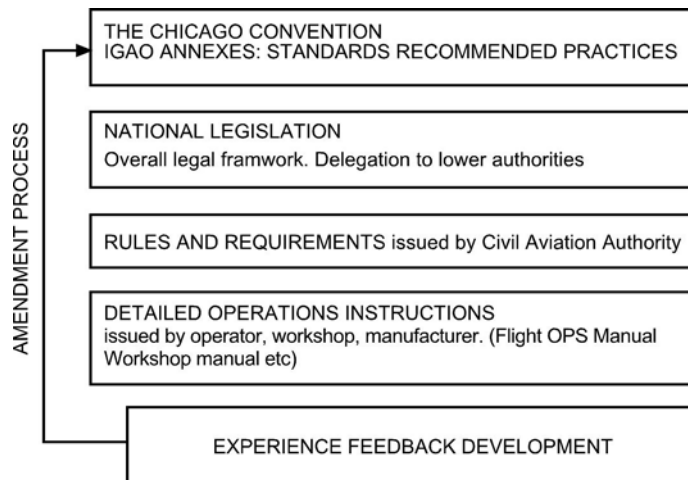 THE CHICAGO CONVENTION
IGAO ANNEXES: STANDARDS RECOMMENDED PRACTICES
NATIONAL LEGISLATION
Overall legal framwork. Delegation to lower authorities
RULES AND REQUIREMENTS issued by Civil Aviation Authority
DETAILED OPERATIONS INSTRUCTIONS
issued by operator, workshop, manufacturer. (Flight OPS Manual
Workshop manual etc)
EXPERIENCE FEEDBACK DEVELOPMENT
AMENDMENT PROCESS